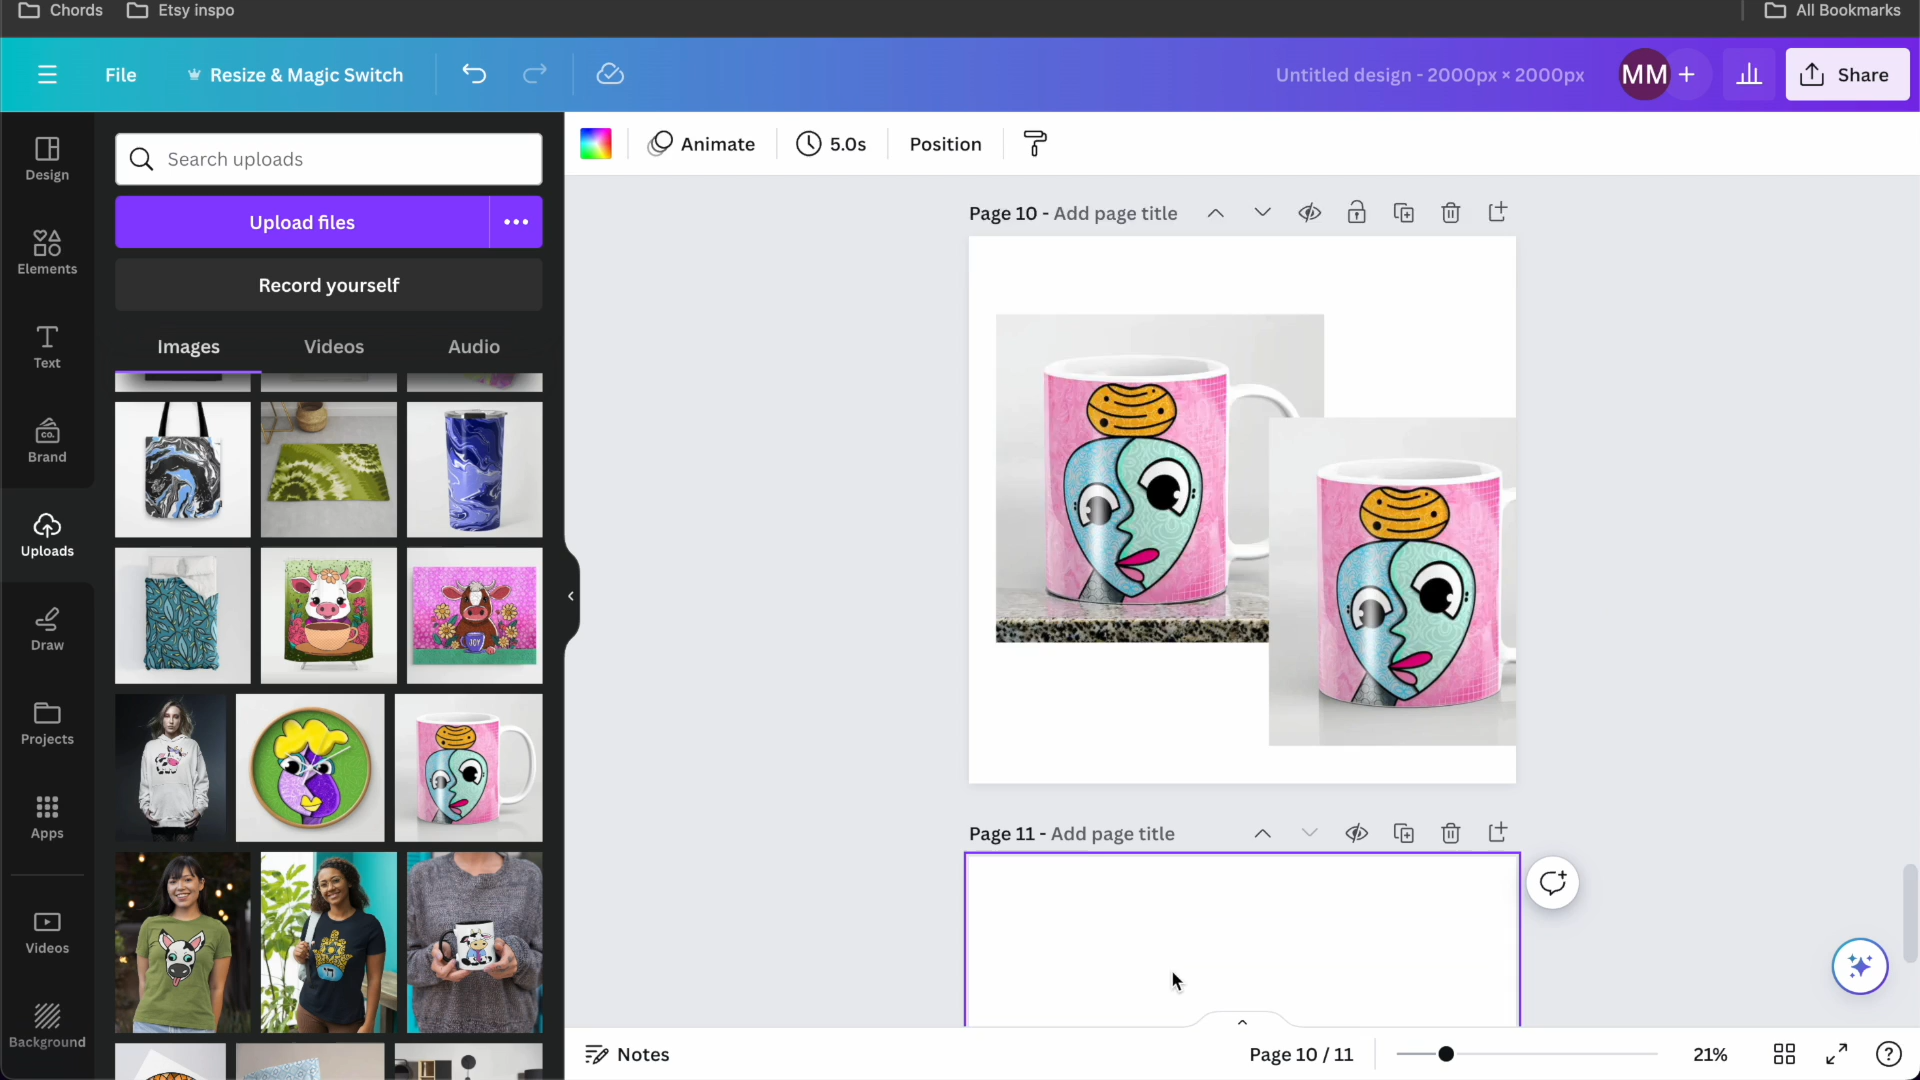 Chords
Etsy inspo
All Bookmarks
File
Resize & Magic Switch
Untitled design - 2000px × 2000px
MM
Share
Design
Elements
Text
CO.
Brand
Uploads
Draw
Projects
Apps
Videos
Background
Search uploads
Upload files
Record yourself
Images
Videos
Audio
JOY
Animate
5.0s
Position
Page 10 - Add page title
Page 11 - Add page title
Notes
Page 10 / 11
21%